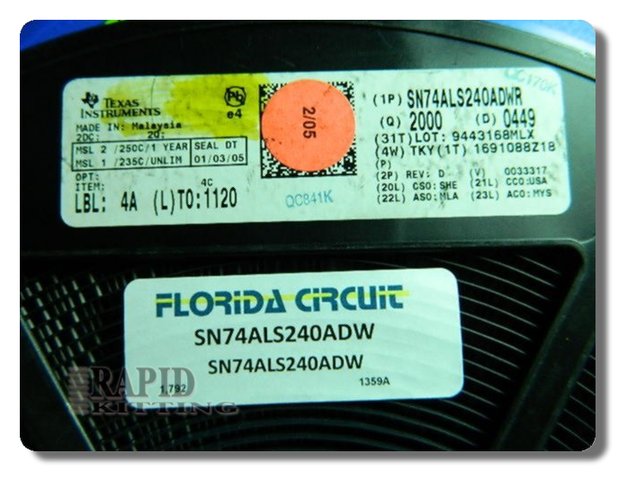 TEXAS INSTRUMENTS
MADE IN: Malaysia
2DC: 20:
MSL 2 /250C/1 YEAR SEAL DT
MSL 1 /235C/UNLIM 01/03/05
OPT:
ITEM:
4C
LBL: 4A (L)TO:1120
Pb
e4
2/05
QC841K
QC170K
(1P) SN74ALS240ADWR
(Q) 2000 (D) 0449
(31T)LOT: 9443168MLX
(4W) TKY(1T) 1691088Z18
(P)
(2P) REV: D (V) 0033317
(20L) CSO:SHE (21L) CCO:USA
(22L) ASO:MLA (23L) ACO:MYS
FLORIDA CIRCUIT
SN74ALS240ADW
SN74ALS240ADW
1,792 1359A
RAPID
KITTING